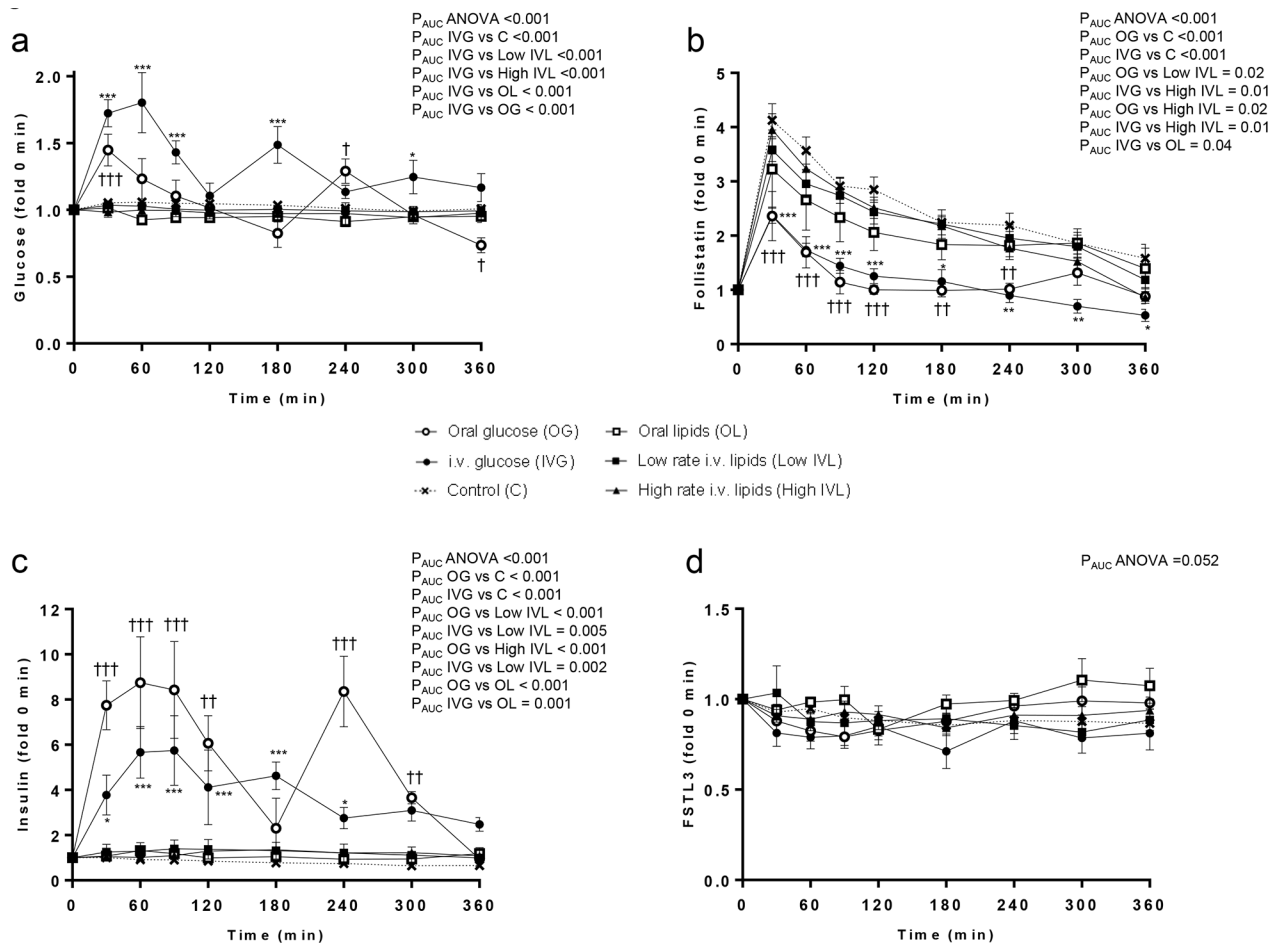 a
P_AUC ANOVA <0.001
P_AUC IVG vs C <0.001
P_AUC IVG vs Low IVL <0.001
P_AUC IVG vs High IVL <0.001
P_AUC IVG vs OL < 0.001
P_AUC IVG vs OG < 0.001
Glucose (fold 0 min)
2.0
1.5
1.0
0.5
0.0
***
***
***
***
†††
†
*
†
0 60 120 180 240 300 360
Time (min)
b
P_AUC ANOVA <0.001
P_AUC OG vs C <0.001
P_AUC IVG vs C <0.001
P_AUC OG vs Low IVL = 0.02
P_AUC IVG vs High IVL = 0.01
P_AUC OG vs High IVL = 0.02
P_AUC IVG vs High IVL = 0.01
P_AUC IVG vs OL = 0.04
Follistatin (fold 0 min)
5
4
3
2
1
0
***
***
***
***
*
††
†††
†††
†††
†††
††
**
**
*
0 60 120 180 240 300 360
Time (min)
Oral glucose (OG)
Oral lipids (OL)
i.v. glucose (IVG)
Low rate i.v. lipids (Low IVL)
Control (C)
High rate i.v. lipids (High IVL)
c
P_AUC ANOVA <0.001
P_AUC OG vs C < 0.001
P_AUC IVG vs C < 0.001
P_AUC OG vs Low IVL < 0.001
P_AUC IVG vs Low IVL = 0.005
P_AUC OG vs High IVL < 0.001
P_AUC IVG vs Low IVL = 0.002
P_AUC OG vs OL < 0.001
P_AUC IVG vs OL = 0.001
Insulin (fold 0 min)
12
10
8
6
4
2
0
†††
†††
†††
††
***
†††
††
*
***
***
***
*
0 60 120 180 240 300 360
Time (min)
d
P_AUC ANOVA =0.052
FSTL3 (fold 0 min)
1.5
1.0
0.5
0.0
0 60 120 180 240 300 360
Time (min)